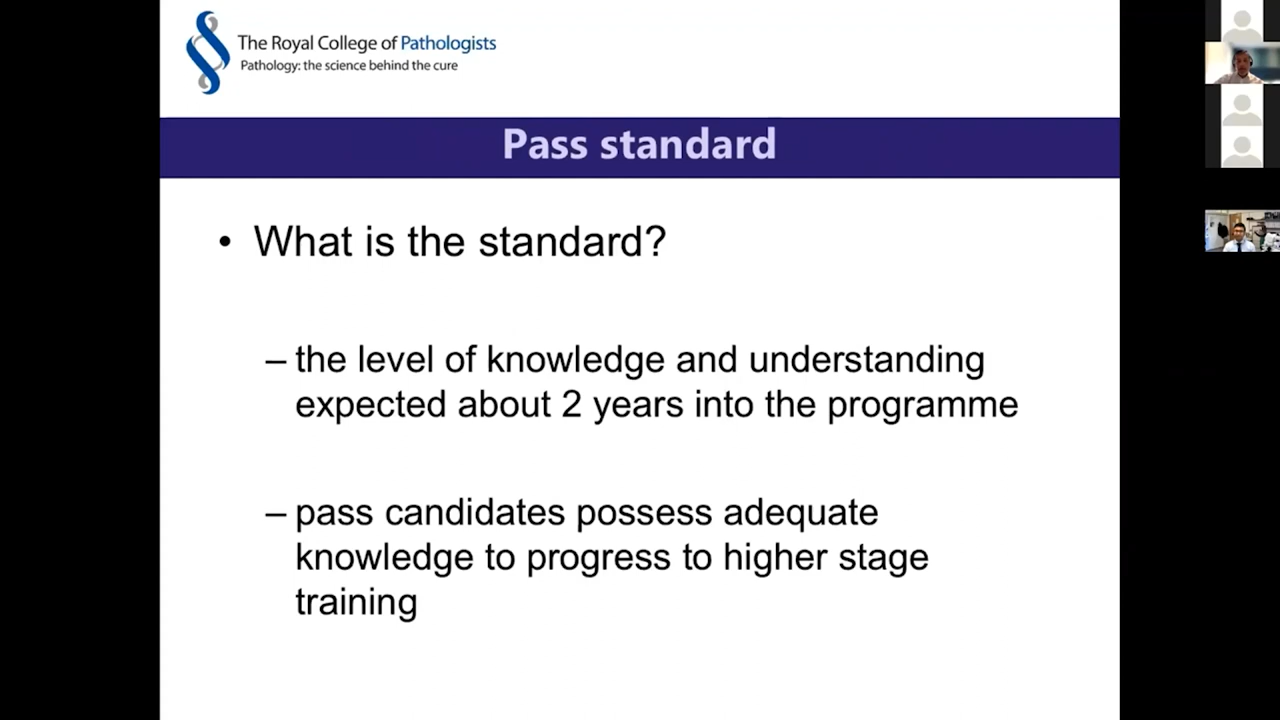 The Royal College of Pathologists
Pathology: the science behind the cure
Pass standard
• What is the standard?
– the level of knowledge and understanding
expected about 2 years into the programme
– pass candidates possess adequate
knowledge to progress to higher stage
training